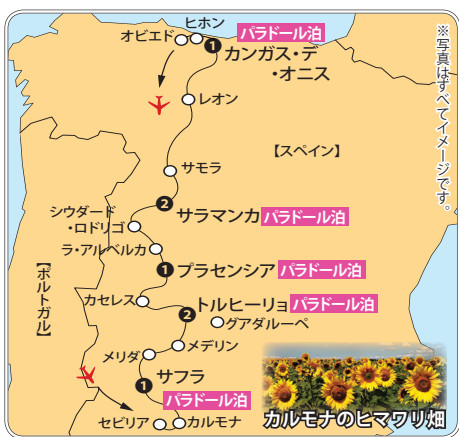 ヒホン
オビエド
パラドール泊
❶
カンガス・デ
・オニス
レオン
※写真はすべてイメージです。
【スペイン】
サモラ
❷
サラマンカ
パラドール泊
シウダード
・ロドリゴ
ラ・アルベルカ
❶
プラセンシア
パラドール泊
【ポルトガル】
カセレス
❷
トルヒーリョ
パラドール泊
グアダルーペ
メリダ
メデリン
❶
サフラ
パラドール泊
セビリア
カルモナ
カルモナのヒマワリ畑